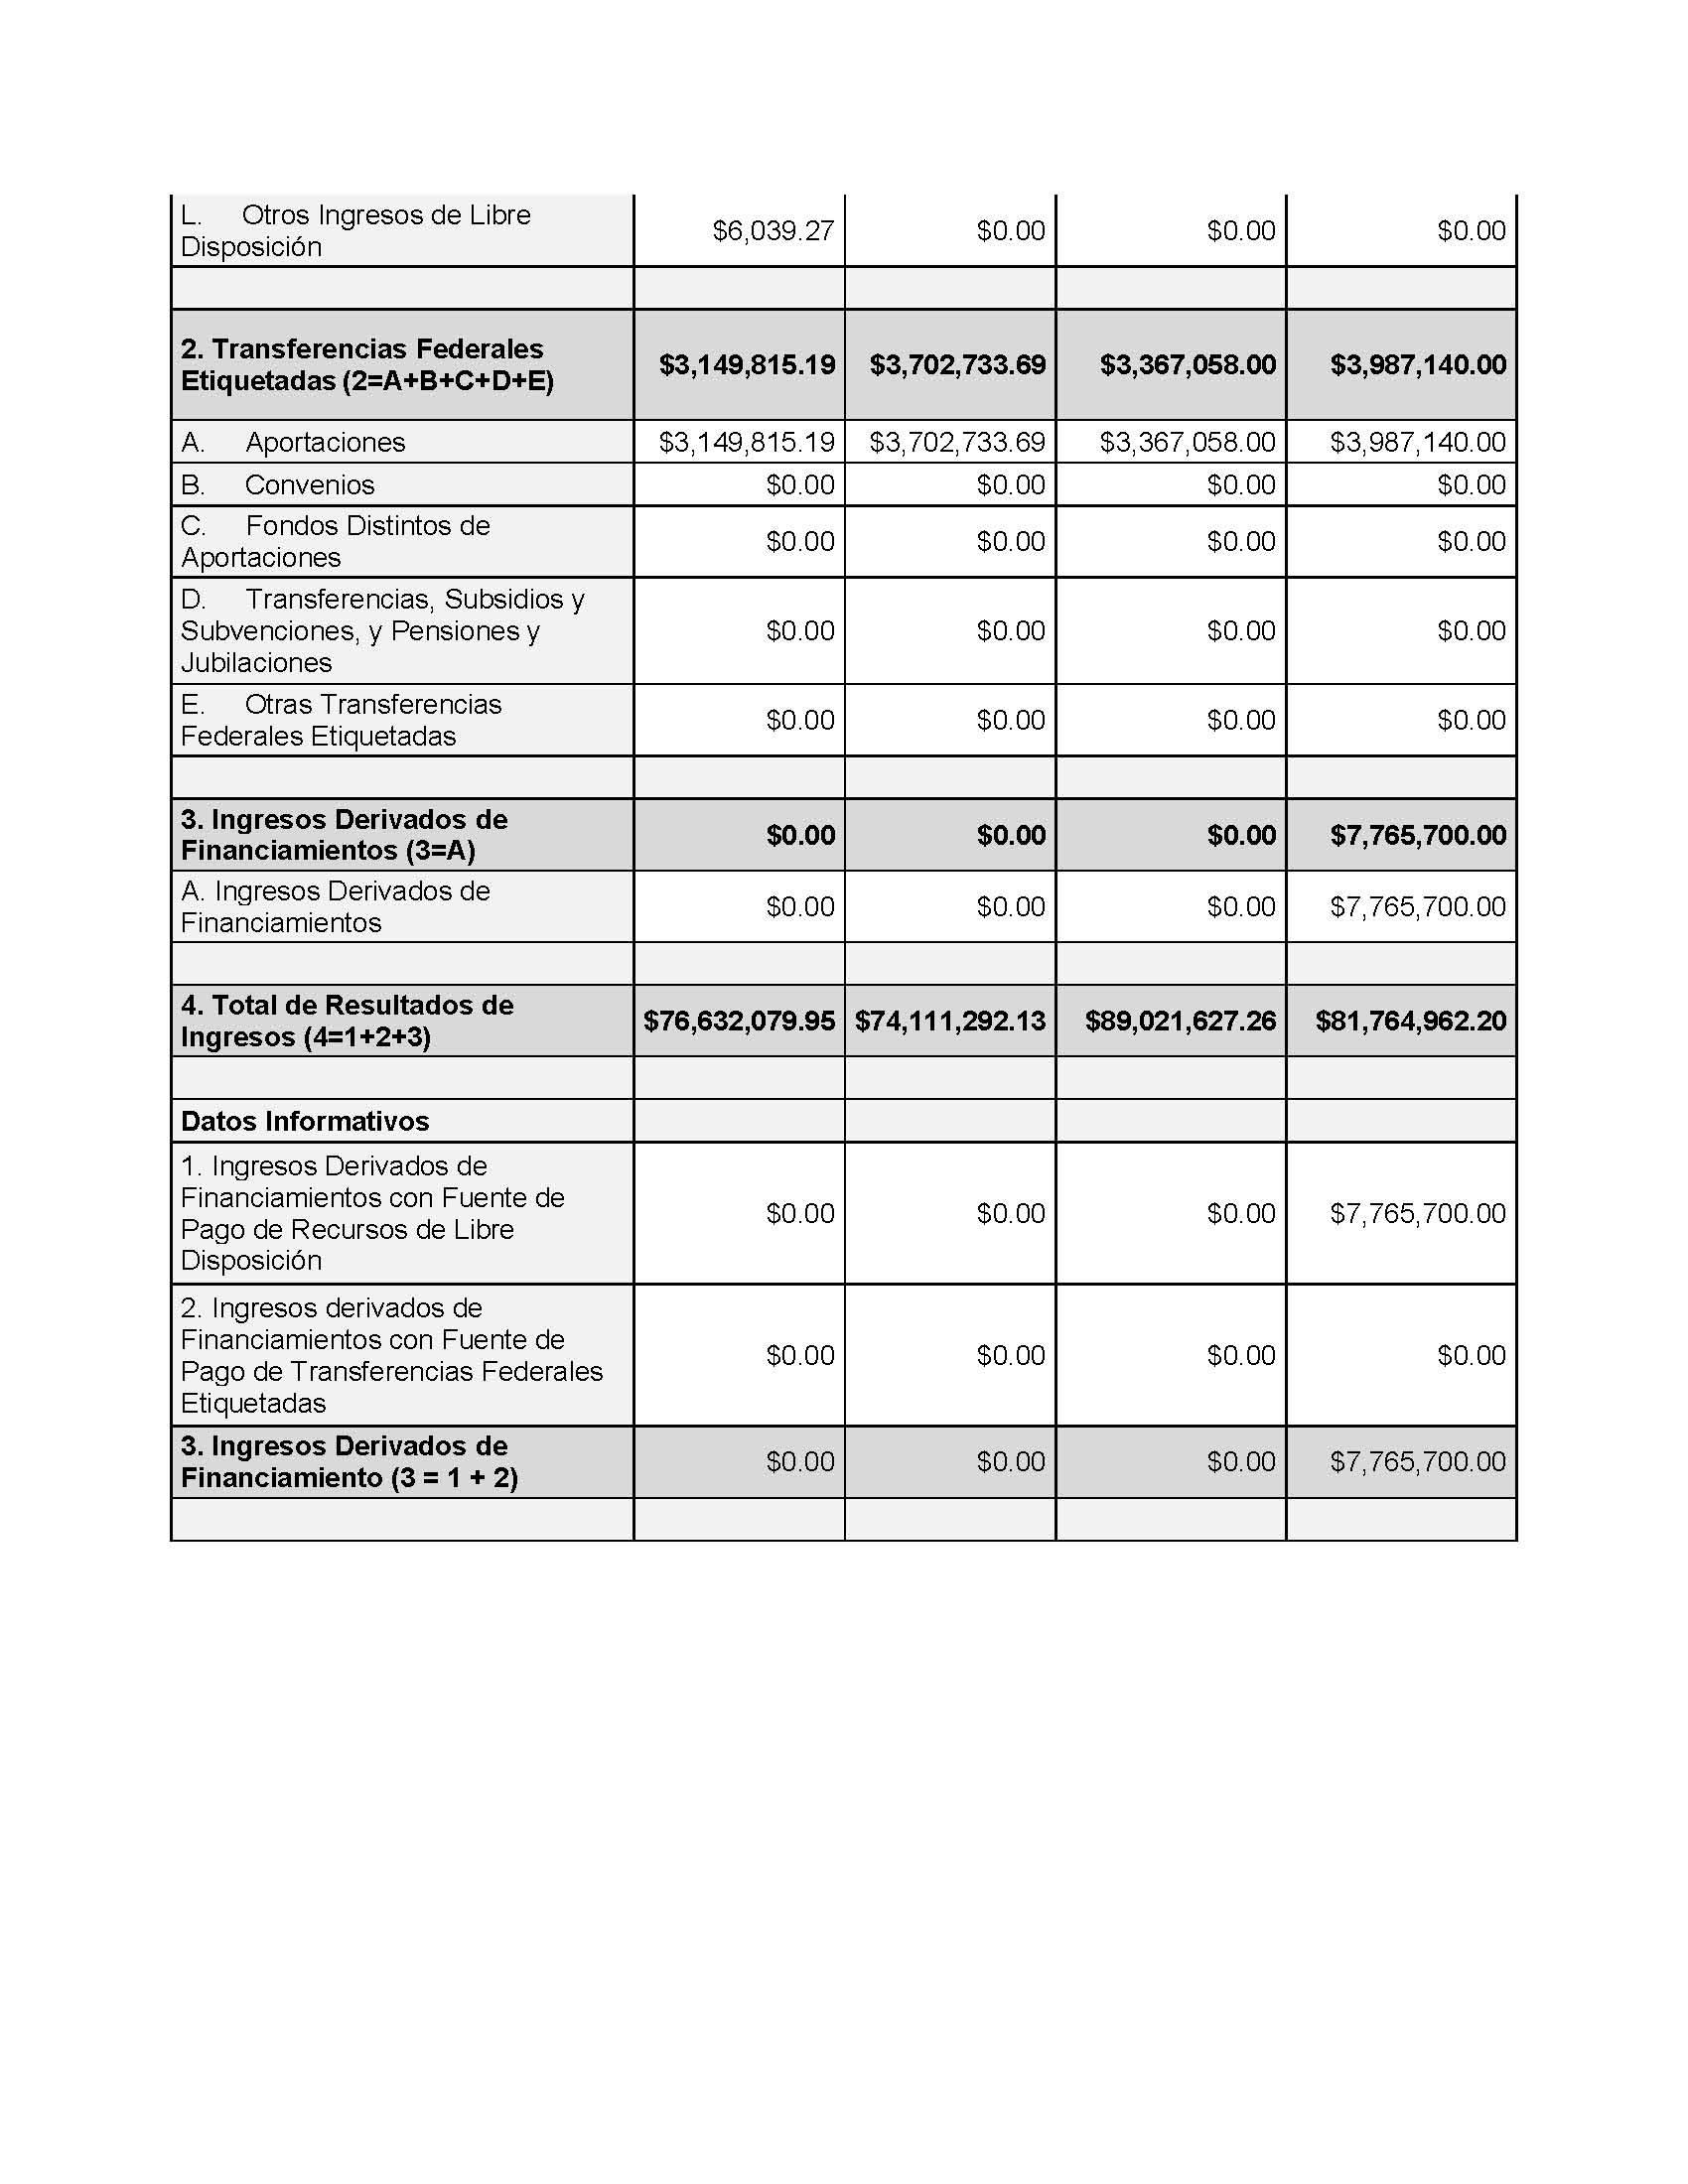 L. Otros Ingresos de Libre
Disposición
$6,039.27 $0.00 $0.00 $0.00
2. Transferencias Federales
Etiquetadas (2=A+B+C+D+E)
$3,149,815.19 $3,702,733.69 $3,367,058.00 $3,987,140.00
A. Aportaciones $3,149,815.19 $3,702,733.69 $3,367,058.00 $3,987,140.00
B. Convenios $0.00 $0.00 $0.00 $0.00
C. Fondos Distintos de
Aportaciones
$0.00 $0.00 $0.00 $0.00
D. Transferencias, Subsidios y
Subvenciones, y Pensiones y
Jubilaciones
$0.00 $0.00 $0.00 $0.00
E. Otras Transferencias
Federales Etiquetadas
$0.00 $0.00 $0.00 $0.00
3. Ingresos Derivados de
Financiamientos (3=A)
$0.00 $0.00 $0.00 $7,765,700.00
A. Ingresos Derivados de
Financiamientos
$0.00 $0.00 $0.00 $7,765,700.00
4. Total de Resultados de
Ingresos (4=1+2+3)
$76,632,079.95 $74,111,292.13 $89,021,627.26 $81,764,962.20
Datos Informativos
1. Ingresos Derivados de
Financiamientos con Fuente de
Pago de Recursos de Libre
Disposición
$0.00 $0.00 $0.00 $7,765,700.00
2. Ingresos derivados de
Financiamientos con Fuente de
Pago de Transferencias Federales
Etiquetadas
$0.00 $0.00 $0.00 $0.00
3. Ingresos Derivados de
Financiamiento (3 = 1 + 2)
$0.00 $0.00 $0.00 $7,765,700.00